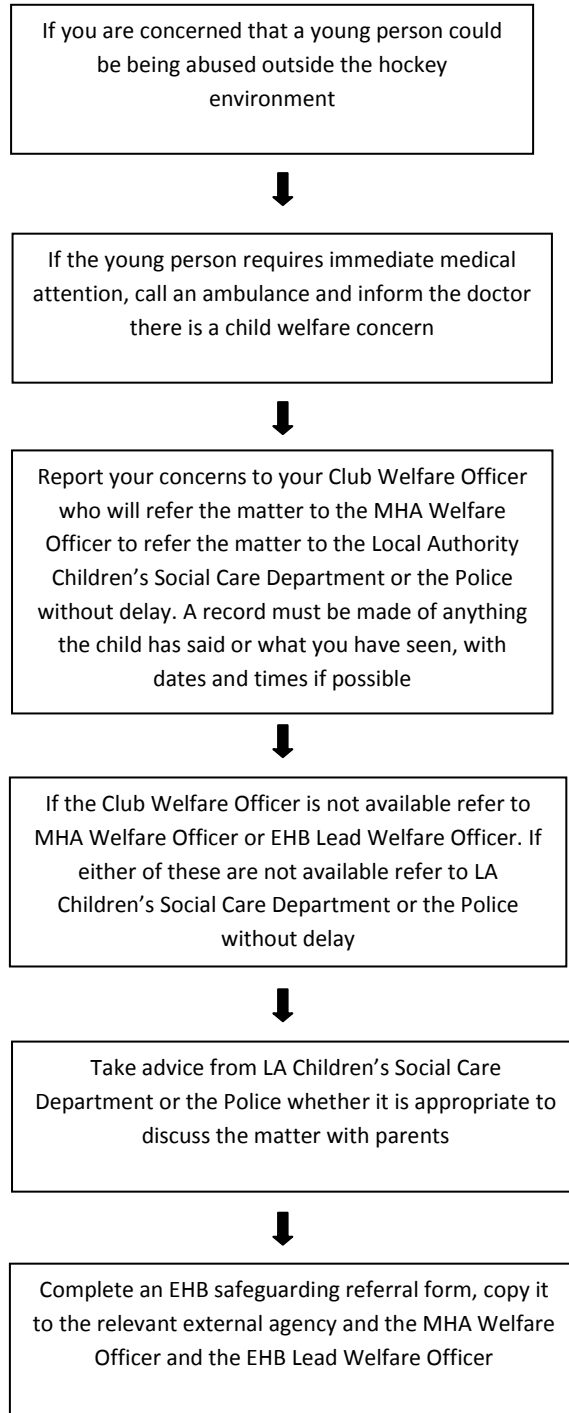 If you are concerned that a young person could
be being abused outside the hockey
environment
If the young person requires immediate medical
attention, call an ambulance and inform the doctor
there is a child welfare concern
Report your concerns to your Club Welfare Officer
who will refer the matter to the MHA Welfare
Officer to refer the matter to the Local Authority
Children’s Social Care Department or the Police
without delay. A record must be made of anything
the child has said or what you have seen, with
dates and times if possible
If the Club Welfare Officer is not available refer to
MHA Welfare Officer or EHB Lead Welfare Officer. If
either of these are not available refer to LA
Children’s Social Care Department or the Police
without delay
Take advice from LA Children’s Social Care
Department or the Police whether it is appropriate to
discuss the matter with parents
Complete an EHB safeguarding referral form, copy it
to the relevant external agency and the MHA Welfare
Officer and the EHB Lead Welfare Officer